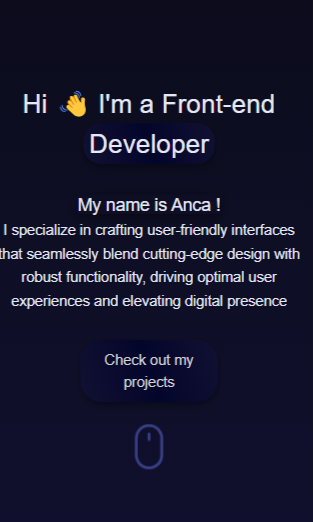 Hi 👋 I'm a Front-end
Developer
My name is Anca !
I specialize in crafting user-friendly interfaces
that seamlessly blend cutting-edge design with
robust functionality, driving optimal user
experiences and elevating digital presence
Check out my
projects